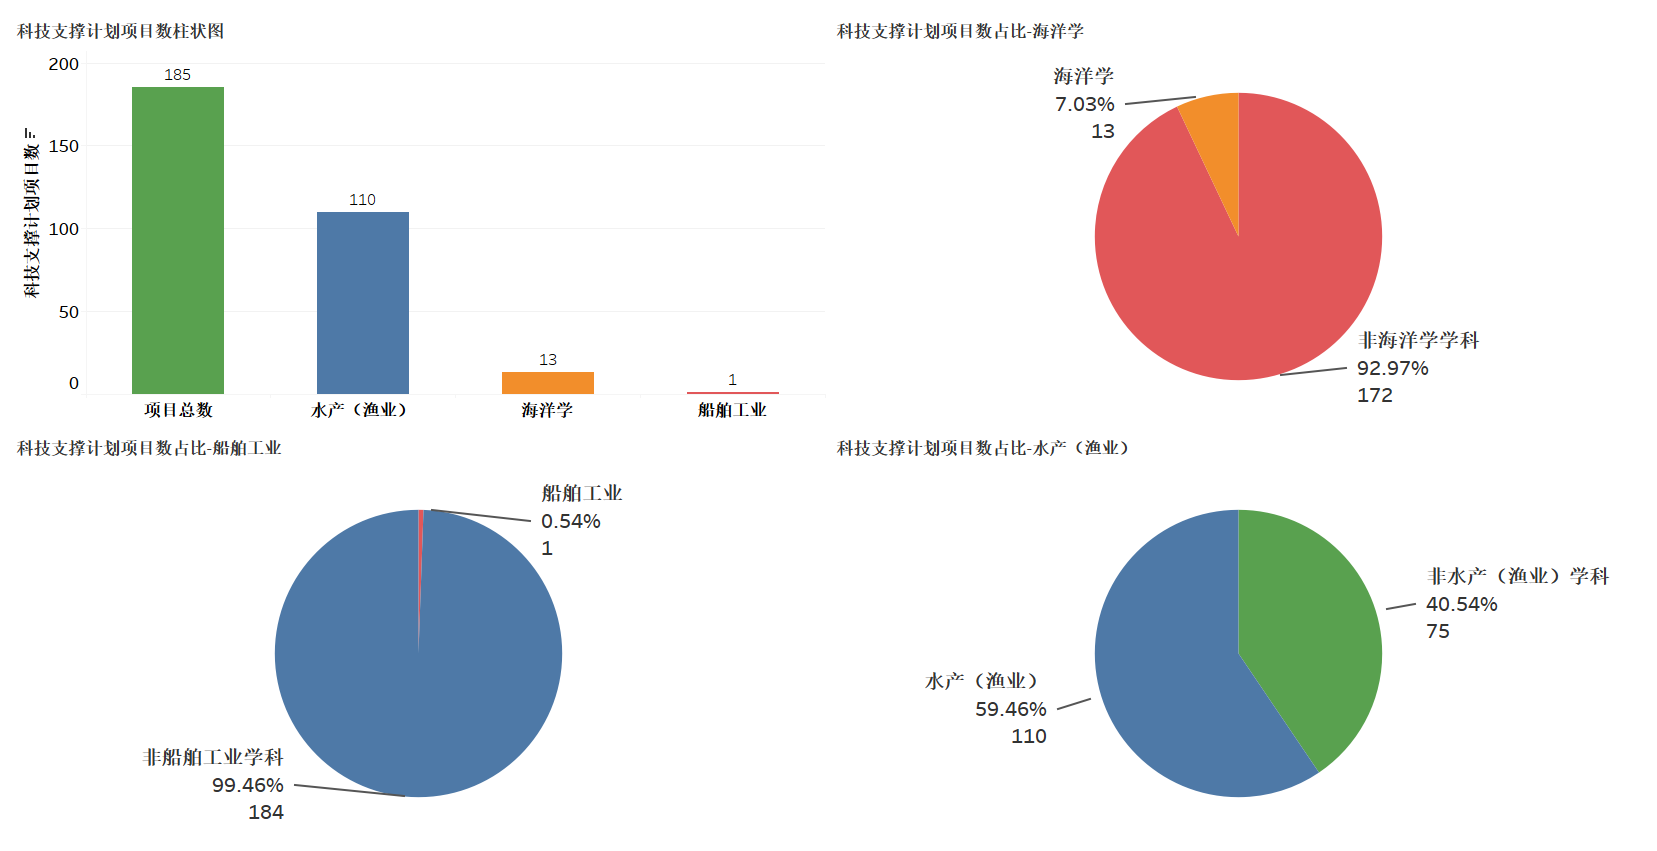 科技支撑计划项目数柱状图
200
150
100
50
0
科技支撑计划项目数
185
110
13
1
项目总数
水产（渔业）
海洋学
船舶工业
科技支撑计划项目数占比-海洋学
海洋学
7.03%
13
非海洋学学科
92.97%
172
科技支撑计划项目数占比-船舶工业
船舶工业
0.54%
1
非船舶工业学科
99.46%
184
科技支撑计划项目数占比-水产（渔业）
非水产（渔业）学科
40.54%
75
水产（渔业）
59.46%
110